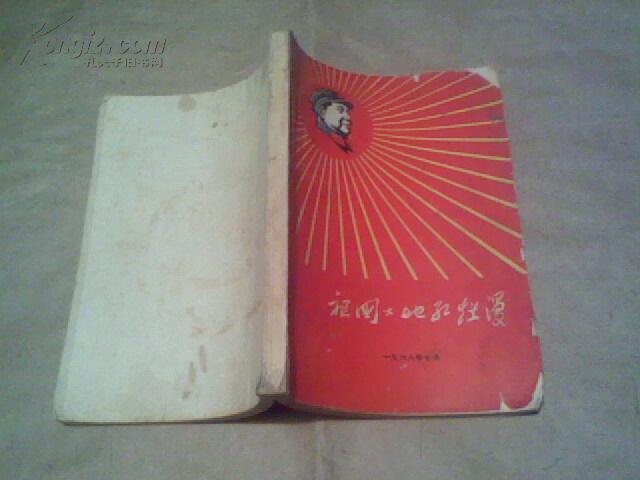 Kongfz.com
孔夫子旧书网
祖國大地红烂漫
一九六八年七月